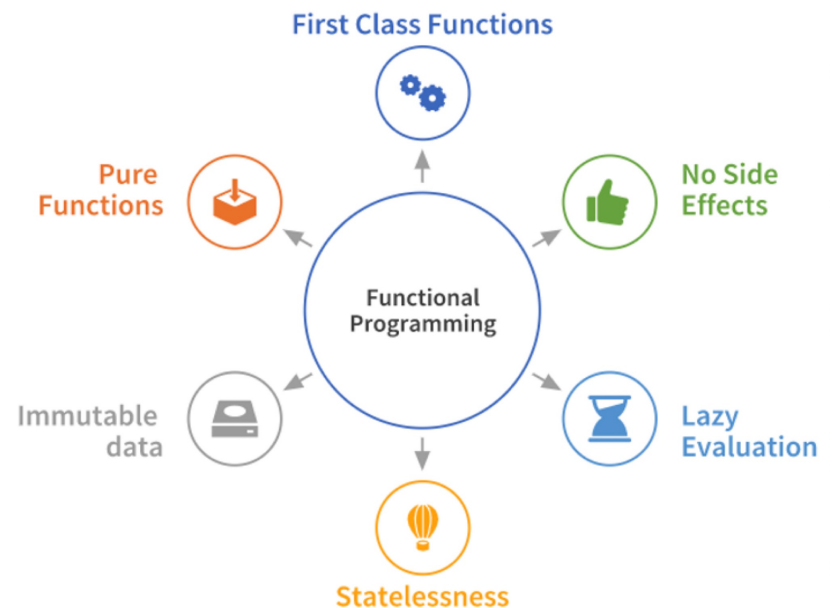 First Class Functions
Pure
Functions
No Side
Effects
Functional
Programming
Immutable
data
Lazy
Evaluation
Statelessness